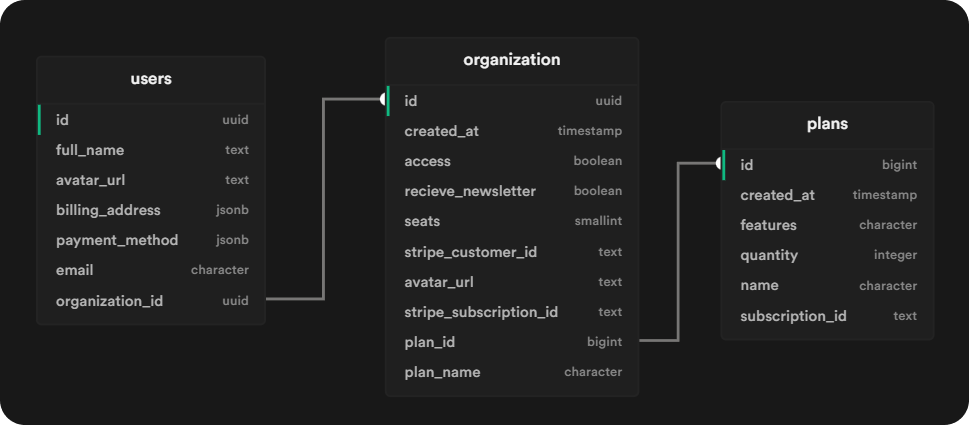 users
id uuid
full_name text
avatar_url text
billing_address jsonb
payment_method jsonb
email character
organization_id uuid
organization
id uuid
created_at timestamp
access boolean
recieve_newsletter boolean
seats smallint
stripe_customer_id text
avatar_url text
stripe_subscription_id text
plan_id bigint
plan_name character
plans
id bigint
created_at timestamp
features character
quantity integer
name character
subscription_id text